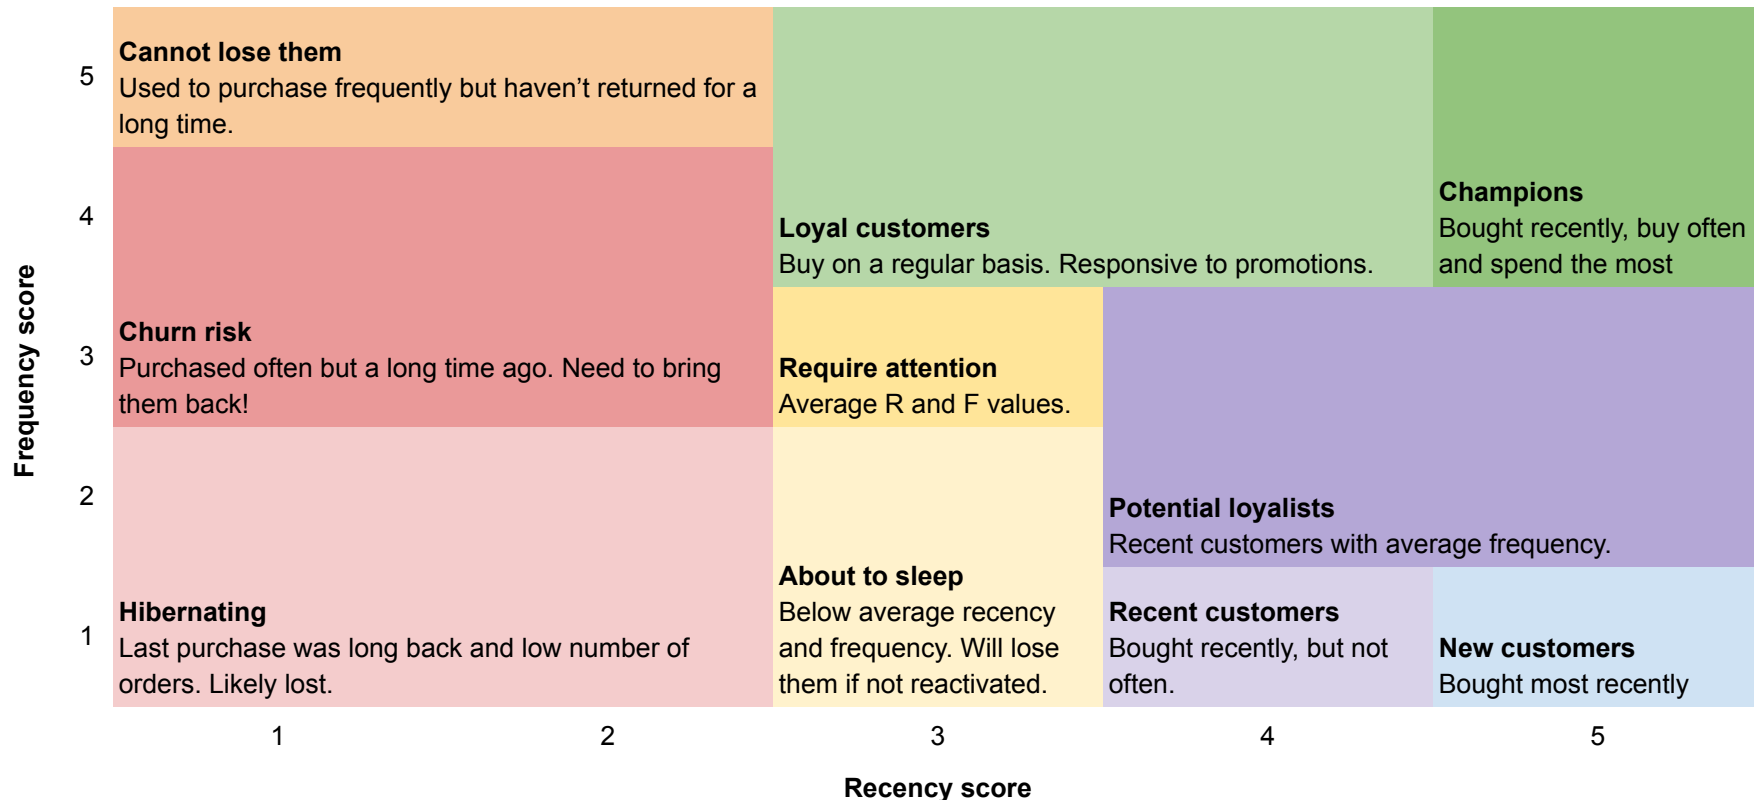 Cannot lose them
Used to purchase frequently but haven’t returned for a
long time.
Churn risk
Purchased often but a long time ago. Need to bring
them back!
Hibernating
Last purchase was long back and low number of
orders. Likely lost.
Loyal customers
Buy on a regular basis. Responsive to promotions.
Require attention
Average R and F values.
About to sleep
Below average recency
and frequency. Will lose
them if not reactivated.
Champions
Bought recently, buy often
and spend the most
Potential loyalists
Recent customers with average frequency.
Recent customers
Bought recently, but not
often.
New customers
Bought most recently
Frequency score
5
4
3
2
1
1
2
3
4
5
Recency score